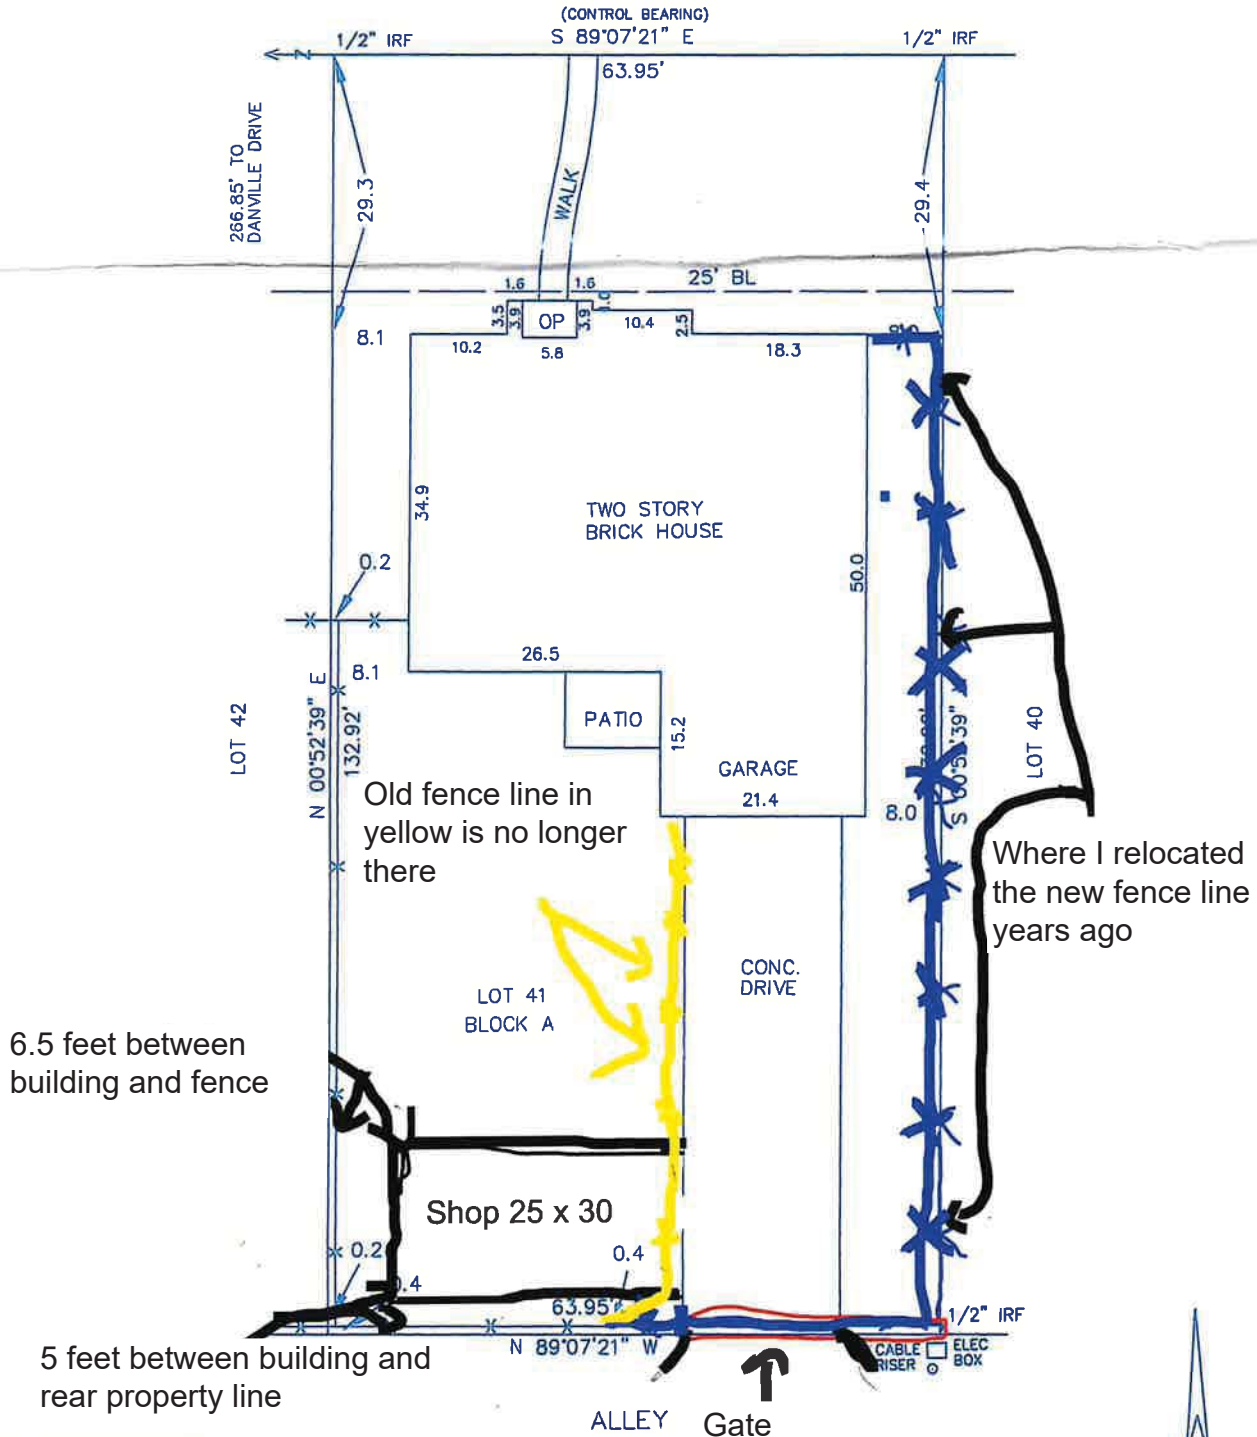 (CONTROL BEARING)
S 89°07'21" E
1/2" IRF
1/2" IRF
63.95'
266.85' TO
DANVILLE DRIVE
29.3
WALK
29.4
25' BL
1.6
1.6
3.5
3.9
OP
3.9
10.4
2.5
8.1
10.2
5.8
18.3
34.9
TWO STORY
BRICK HOUSE
50.0
0.2
26.5
8.1
LOT 42
N 00°52'39" E
132.92'
PATIO
15.2
GARAGE
21.4
8.0
LOT 40
Old fence line in
yellow is no longer
there
Where I relocated
the new fence line
years ago
CONC.
DRIVE
LOT 41
BLOCK A
6.5 feet between
building and fence
Shop 25 x 30
0.2
0.4
0.4
63.95'
1/2" IRF
N 89°07'21" W
CABLE
RISER
ELEC
BOX
5 feet between building and
rear property line
ALLEY
Gate